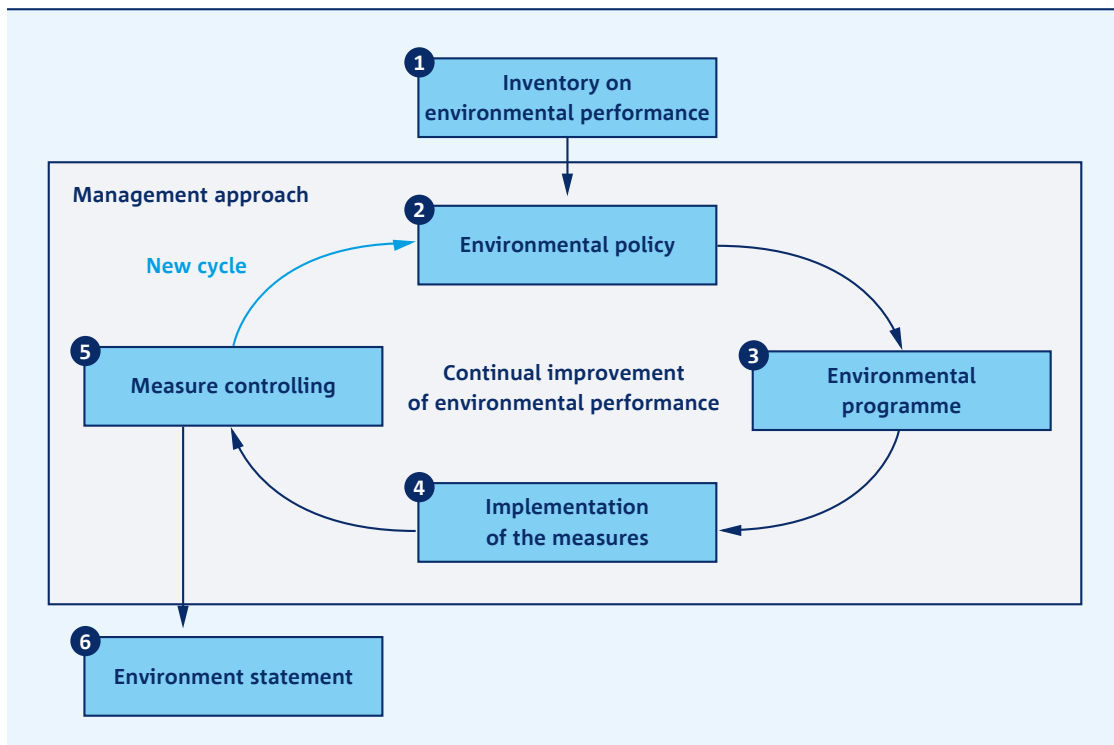 1
Inventory on
environmental performance
Management approach
2
Environmental policy
New cycle
3
Environmental
programme
5
Measure controlling
Continual improvement
of environmental performance
4
Implementation
of the measures
6
Environment statement